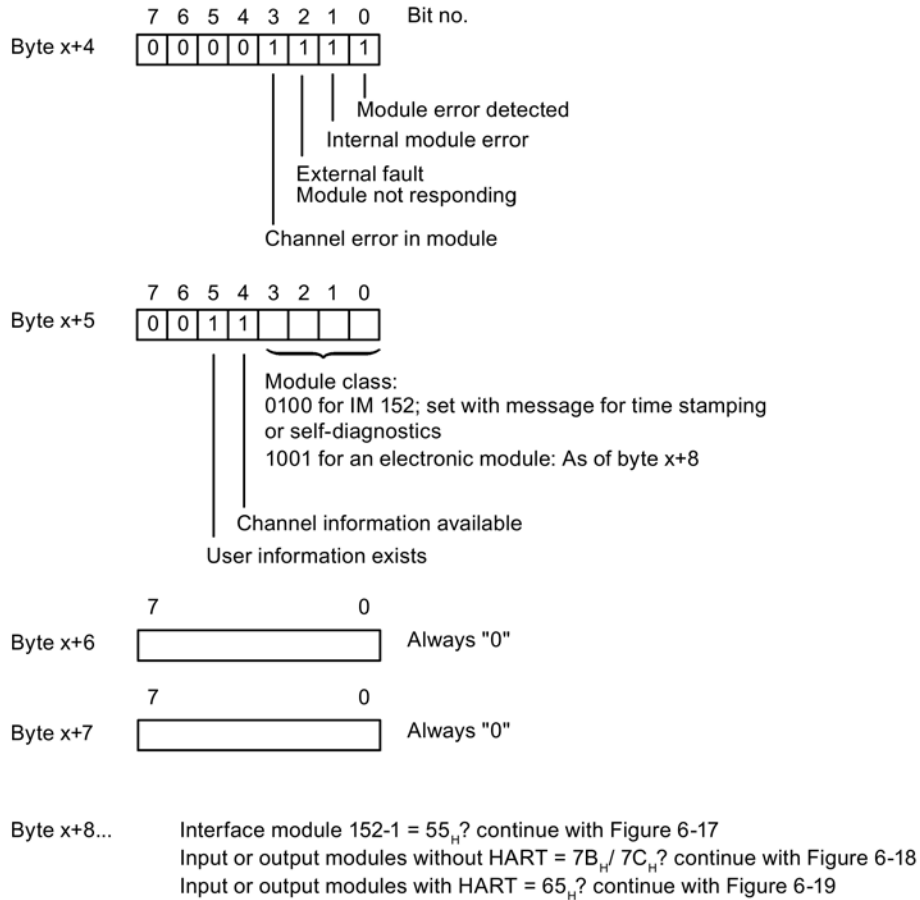 7 6 5 4 3 2 1 0 Bit no.
Byte x+4 0 0 0 0 1 1 1 1
Module error detected
Internal module error
External fault
Module not responding
Channel error in module
7 6 5 4 3 2 1 0
Byte x+5 0 0 1 1
Module class:
0100 for IM 152; set with message for time stamping
or self-diagnostics
1001 for an electronic module: As of byte x+8
Channel information available
User information exists
7 0
Byte x+6 Always "0"
7 0
Byte x+7 Always "0"
Byte x+8... Interface module 152-1 = 55H? continue with Figure 6-17
Input or output modules without HART = 7BH/ 7CH? continue with Figure 6-18
Input or output modules with HART = 65H? continue with Figure 6-19